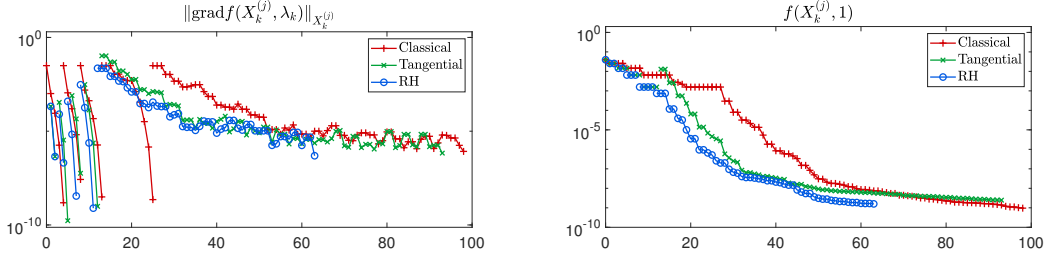 ‖gradf(X_k^{(j)}, λ_k)‖_{X_k^{(j)}}
10^0
10^{-5}
10^{-10}
0 20 40 60 80 100
Classical
Tangential
RH
f(X_k^{(j)}, 1)
10^0
10^{-5}
10^{-10}
0 20 40 60 80 100
Classical
Tangential
RH